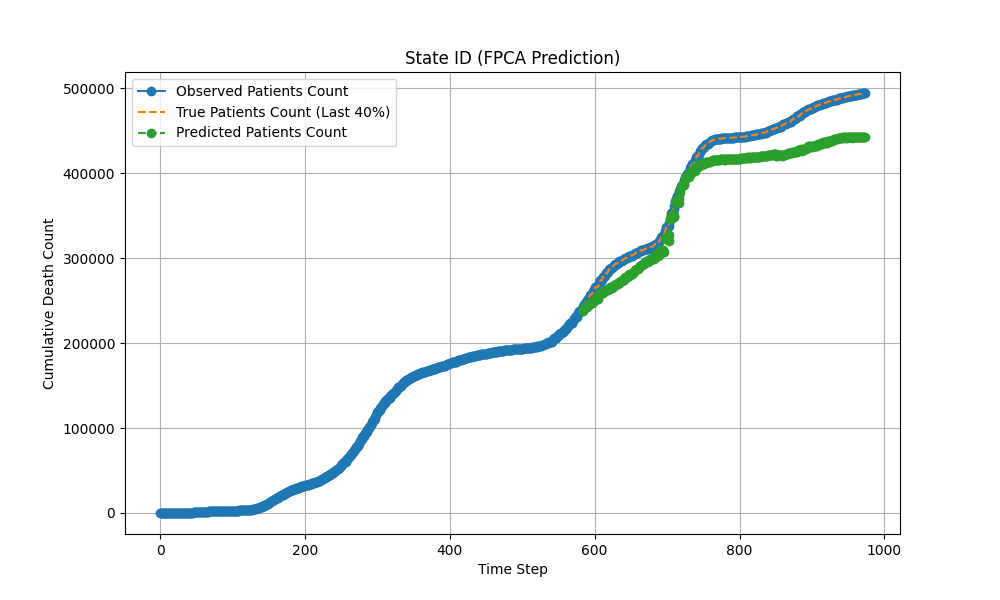 State ID (FPCA Prediction)
Observed Patients Count
True Patients Count (Last 40%)
Predicted Patients Count
Cumulative Death Count
500000
400000
300000
200000
100000
0
0 200 400 600 800 1000
Time Step